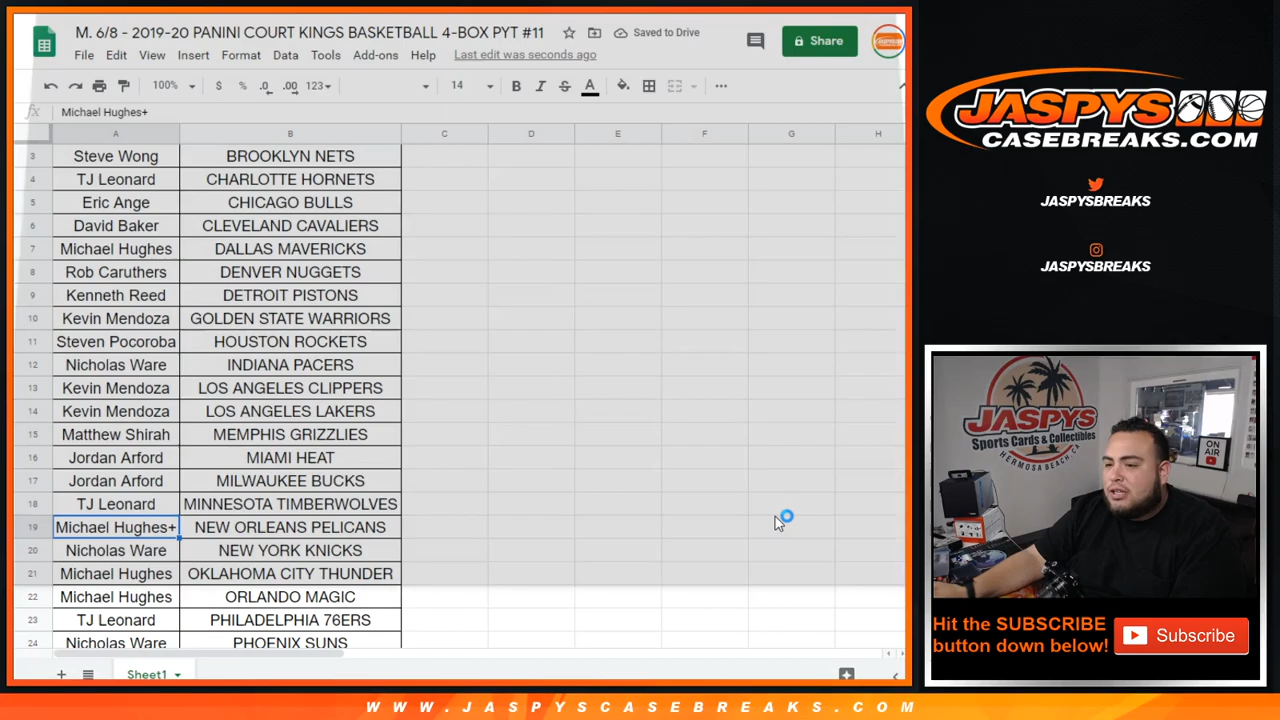 M. 6/8 - 2019-20 PANINI COURT KINGS BASKETBALL 4-BOX PYT #11
Saved to Drive
File Edit View Insert Format Data Tools Add-ons Help Last edit was seconds ago
Share
100% $ % .0 .00 123 14 B I S A
fx Michael Hughes+
A B C D E F G H
3 Steve Wong BROOKLYN NETS
4 TJ Leonard CHARLOTTE HORNETS
5 Eric Ange CHICAGO BULLS
6 David Baker CLEVELAND CAVALIERS
7 Michael Hughes DALLAS MAVERICKS
8 Rob Caruthers DENVER NUGGETS
9 Kenneth Reed DETROIT PISTONS
10 Kevin Mendoza GOLDEN STATE WARRIORS
11 Steven Pocoroba HOUSTON ROCKETS
12 Nicholas Ware INDIANA PACERS
13 Kevin Mendoza LOS ANGELES CLIPPERS
14 Kevin Mendoza LOS ANGELES LAKERS
15 Matthew Shirah MEMPHIS GRIZZLIES
16 Jordan Arford MIAMI HEAT
17 Jordan Arford MILWAUKEE BUCKS
18 TJ Leonard MINNESOTA TIMBERWOLVES
19 Michael Hughes+ NEW ORLEANS PELICANS
20 Nicholas Ware NEW YORK KNICKS
21 Michael Hughes OKLAHOMA CITY THUNDER
22 Michael Hughes ORLANDO MAGIC
23 TJ Leonard PHILADELPHIA 76ERS
24 Nicholas Ware PHOENIX SUNS
Sheet1
JASPYS
CASEBREAKS.COM
JASPYSBREAKS
JASPYSBREAKS
JASPYS
Sports Cards & Collectibles
HERMOSA BEACH, CA
ON
AIR
Hit the SUBSCRIBE
button down below!
Subscribe
WWW.JASPYSCASEBREAKS.COM